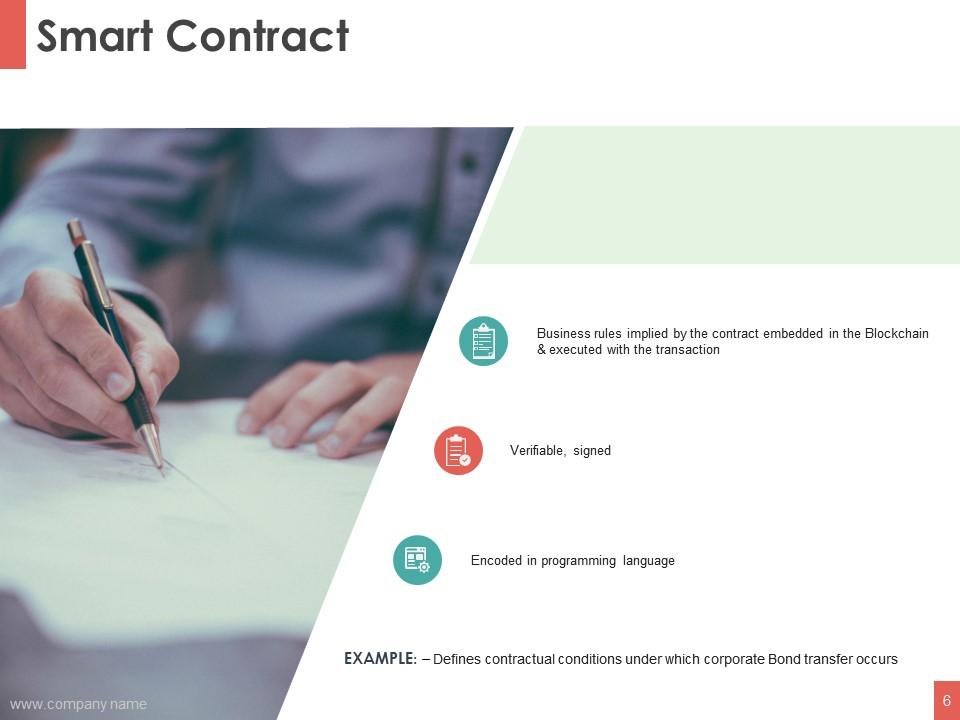 Smart Contract
Business rules implied by the contract embedded in the Blockchain
& executed with the transaction
Verifiable, signed
Encoded in programming language
EXAMPLE: – Defines contractual conditions under which corporate Bond transfer occurs
www.company name
6